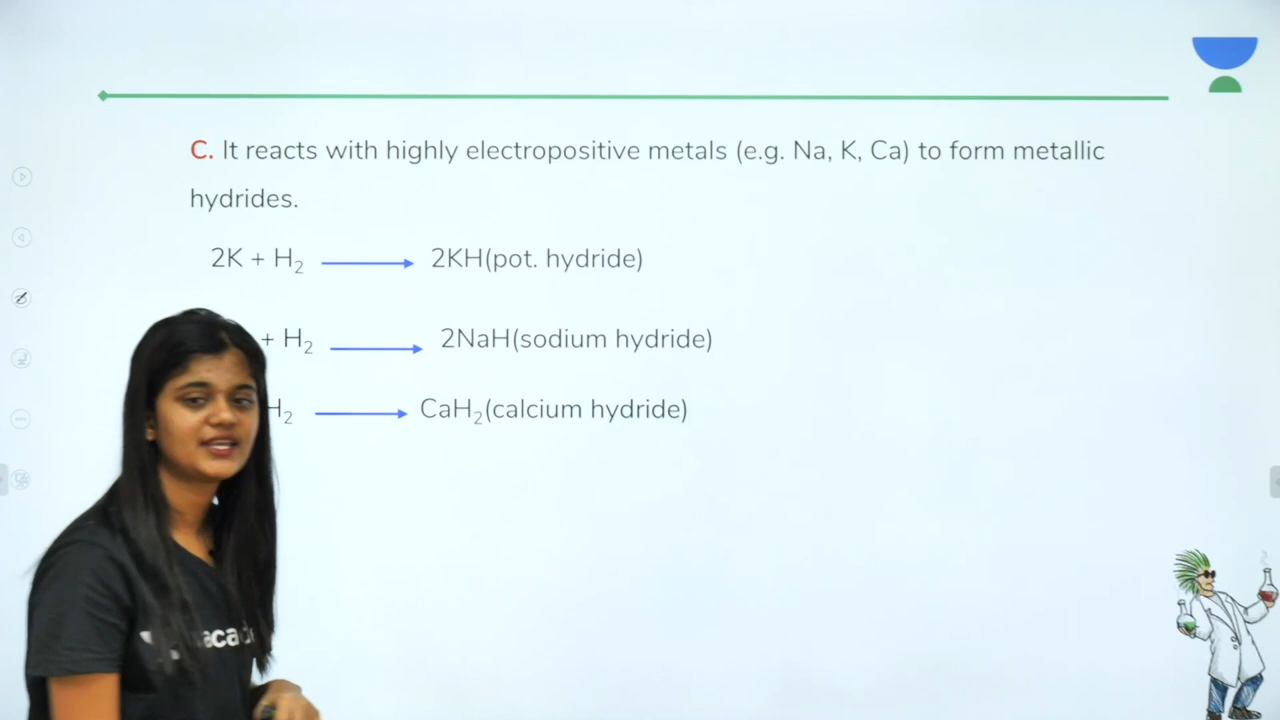 C. It reacts with highly electropositive metals (e.g. Na, K, Ca) to form metallic
hydrides.
2K + H₂ → 2KH(pot. hydride)
+ H₂ → 2NaH(sodium hydride)
H₂ → CaH₂(calcium hydride)
aca